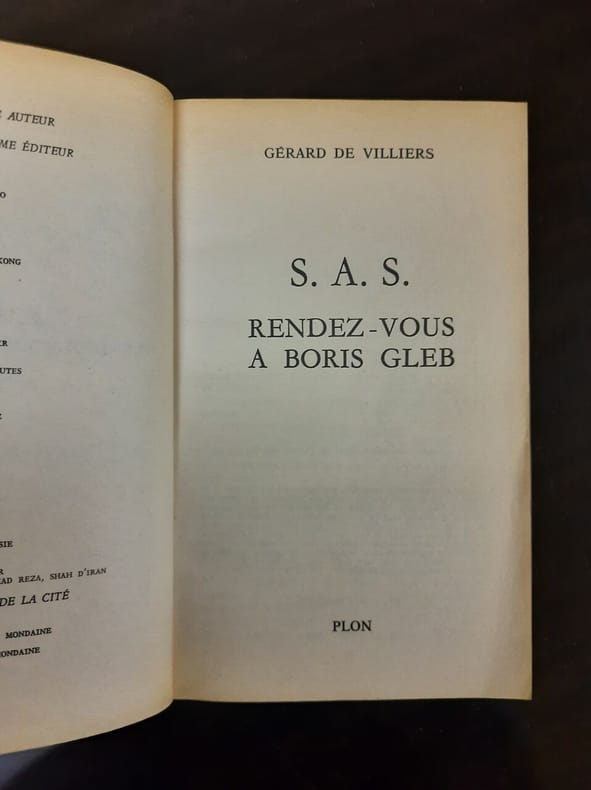 AUTEUR
ME ÉDITEUR
O
KONG
ER
UTES
E
SIE
R
AD REZA, SHAH D'IRAN
DE LA CITÉ
MONDAINE
ONDAINE
GÉRARD DE VILLIERS
S. A. S.
RENDEZ-VOUS
A BORIS GLEB
PLON